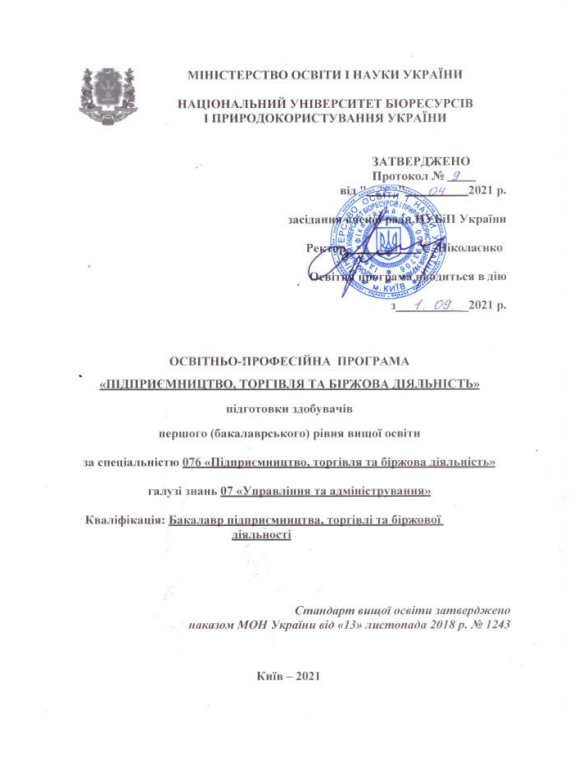 МІНІСТЕРСТВО ОСВІТИ І НАУКИ УКРАЇНИ
НАЦІОНАЛЬНИЙ УНІВЕРСИТЕТ БІОРЕСУРСІВ
І ПРИРОДОКОРИСТУВАННЯ УКРАЇНИ
ЗАТВЕРДЖЕНО
Протокол № 9
від " " 04 2021 р.
засідання вченої ради НУБіП України
Ректор Ніколаєнко
Освітня програма вводиться в дію
з 1. 09. 2021 р.
м. КИЇВ
ОСВІТНЬО-ПРОФЕСІЙНА ПРОГРАМА
«ПІДПРИЄМНИЦТВО, ТОРГІВЛЯ ТА БІРЖОВА ДІЯЛЬНІСТЬ»
підготовки здобувачів
першого (бакалаврського) рівня вищої освіти
за спеціальністю 076 «Підприємництво, торгівля та біржова діяльність»
галузі знань 07 «Управління та адміністрування»
Кваліфікація: Бакалавр підприємництва, торгівлі та біржової
діяльності
Стандарт вищої освіти затверджено
наказом МОН України від «13» листопада 2018 р. № 1243
Київ – 2021